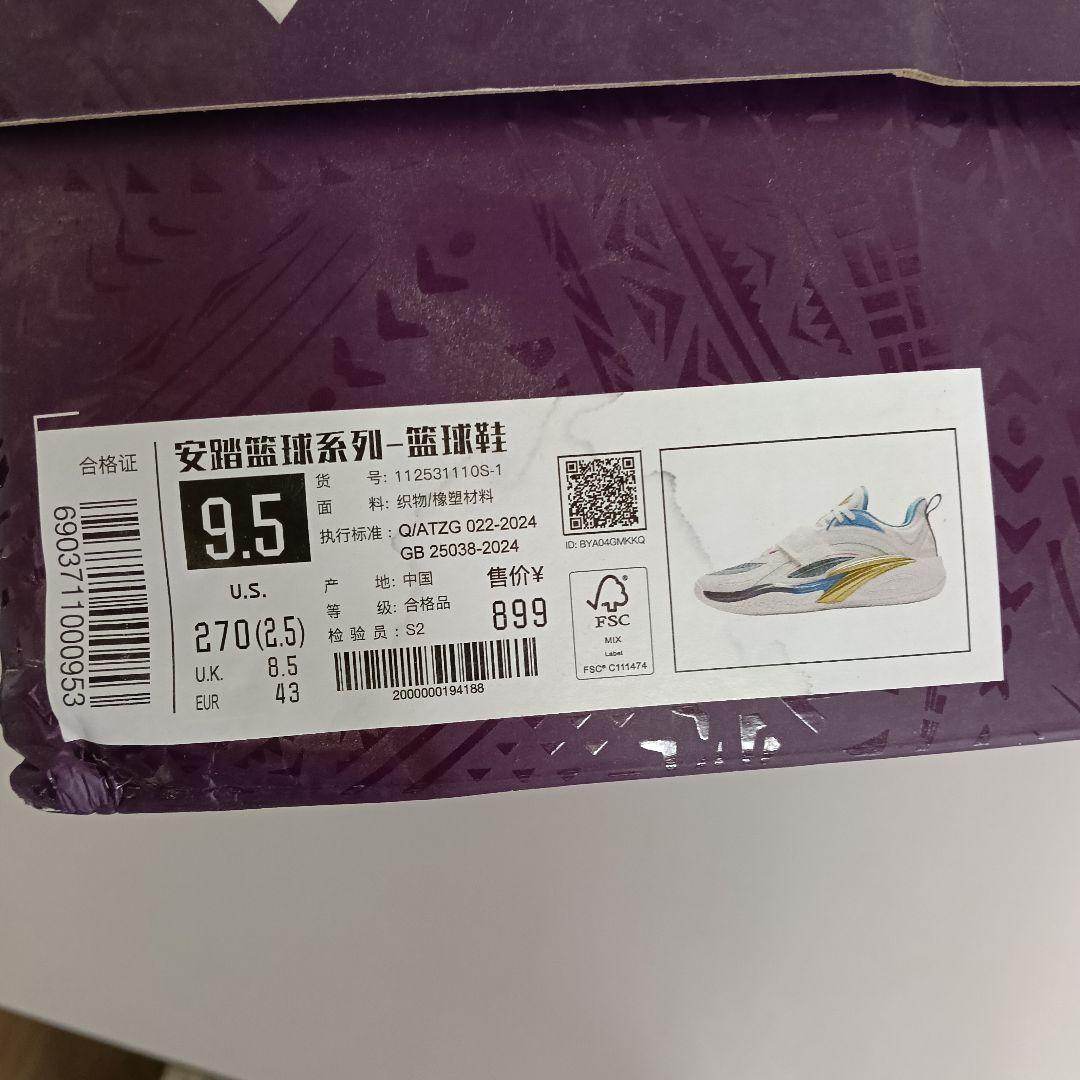 合格证
6903711000953
安踏篮球系列-篮球鞋
9.5
U.S.
270(2.5)
U.K. 8.5
EUR 43
货 号: 112531110S-1
面 料: 织物/橡塑材料
执行标准: Q/ATZG 022-2024
GB 25038-2024
产 地: 中国
等 级: 合格品
检 验 员: S2
售价¥
899
2000000194188
ID: BYA04GMKKQ
FSC
MIX
Label
FSC® C111474